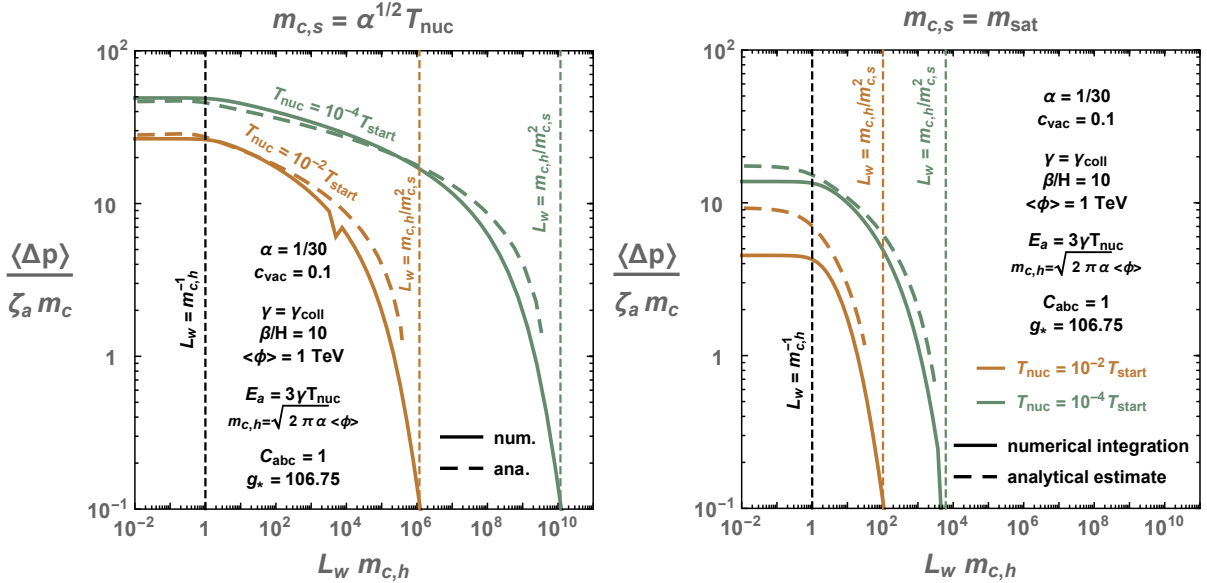 m_{c,s} = α^{1/2} T_nuc
⟨Δp⟩
ζ_a m_c
10^2
10
1
10^{-1}
10^{-2}
1
10^2
10^4
10^6
10^8
10^{10}
L_w m_{c,h}
T_nuc = 10^{-4} T_start
T_nuc = 10^{-2} T_start
L_w = m_{c,h}^{-1}
L_w = m_{c,h}/m_{c,s}^2
L_w = m_{c,h}/m_{c,s}^2
α = 1/30
c_vac = 0.1
γ = γ_coll
β/H = 10
<ϕ> = 1 TeV
E_a = 3γT_nuc
m_{c,h}=√(2 π α) <ϕ>
C_abc = 1
g_* = 106.75
num.
ana.
m_{c,s} = m_sat
⟨Δp⟩
ζ_a m_c
10^2
10
1
10^{-1}
10^{-2}
1
10^2
10^4
10^6
10^8
10^{10}
L_w m_{c,h}
L_w = m_{c,h}^{-1}
L_w = m_{c,h}/m_{c,s}^2
L_w = m_{c,h}/m_{c,s}^2
α = 1/30
c_vac = 0.1
γ = γ_coll
β/H = 10
<ϕ> = 1 TeV
E_a = 3γT_nuc
m_{c,h}=√(2 π α) <ϕ>
C_abc = 1
g_* = 106.75
T_nuc = 10^{-2} T_start
T_nuc = 10^{-4} T_start
numerical integration
analytical estimate